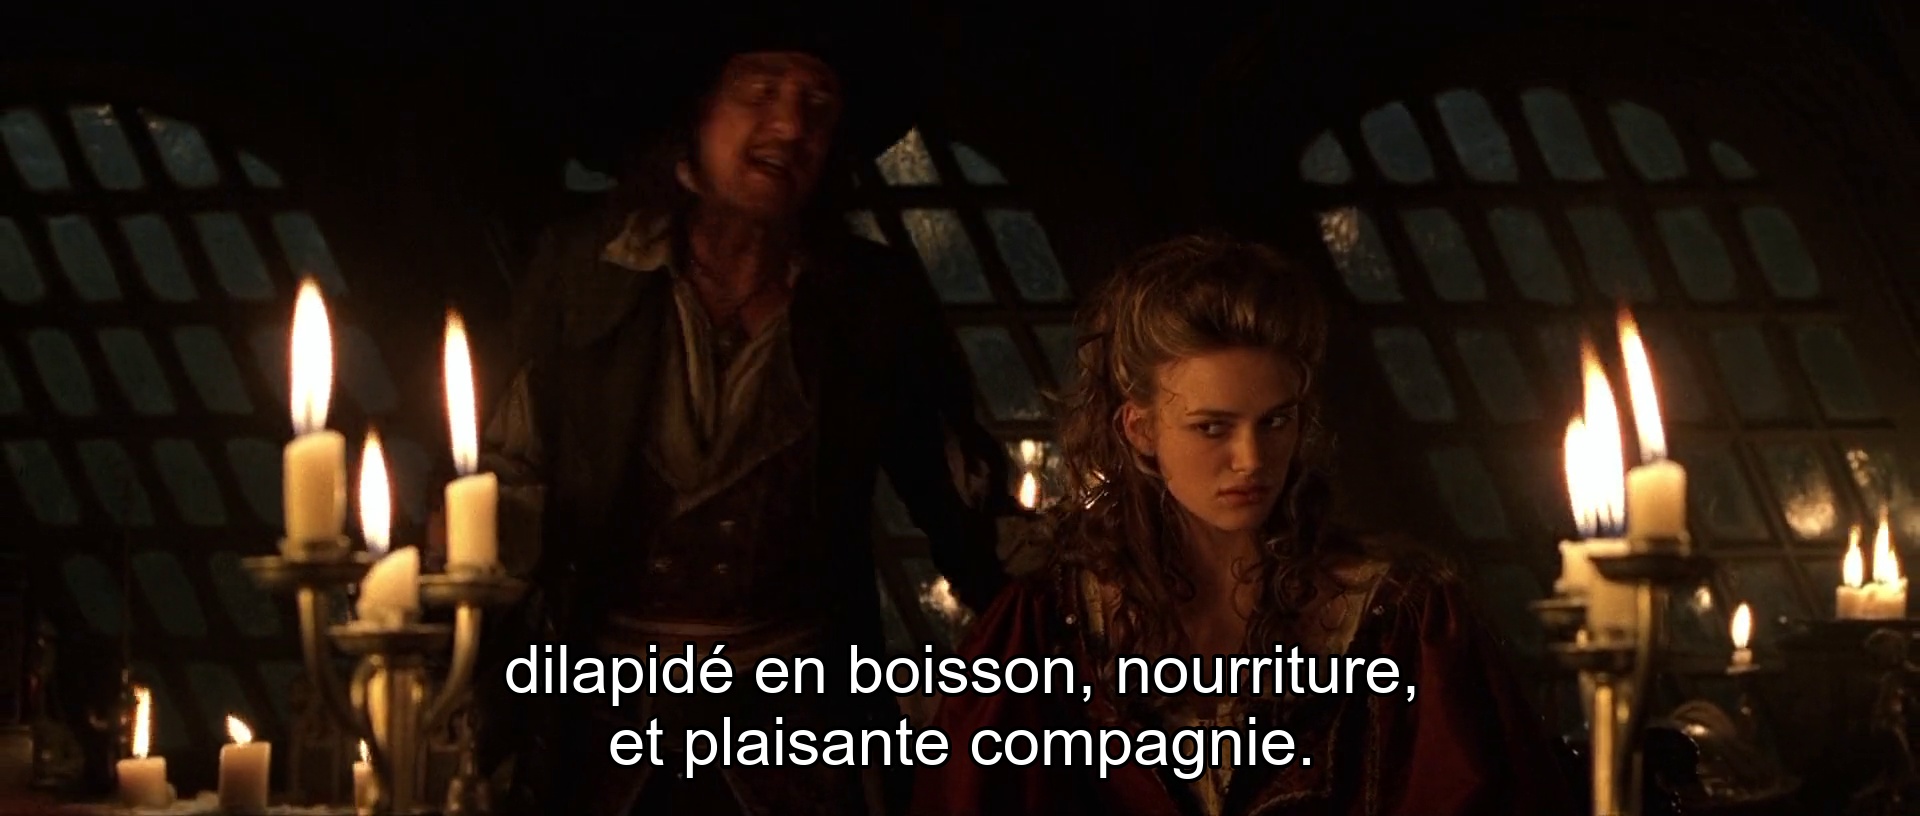 dilapidé en boisson, nourriture,
et plaisante compagnie.